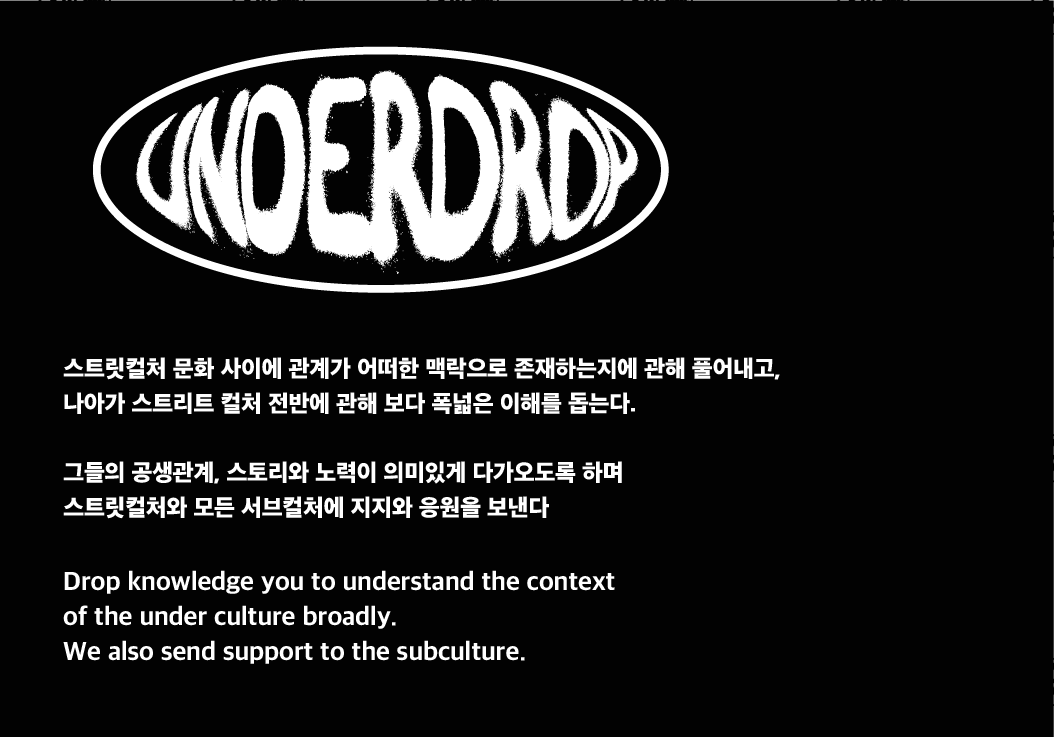 UNDERDROP
스트릿컬처 문화 사이에 관계가 어떠한 맥락으로 존재하는지에 관해 풀어내고,
나아가 스트리트 컬처 전반에 관해 보다 폭넓은 이해를 돕는다.
그들의 공생관계, 스토리와 노력이 의미있게 다가오도록 하며
스트릿컬처와 모든 서브컬처에 지지와 응원을 보낸다
Drop knowledge you to understand the context
of the under culture broadly.
We also send support to the subculture.